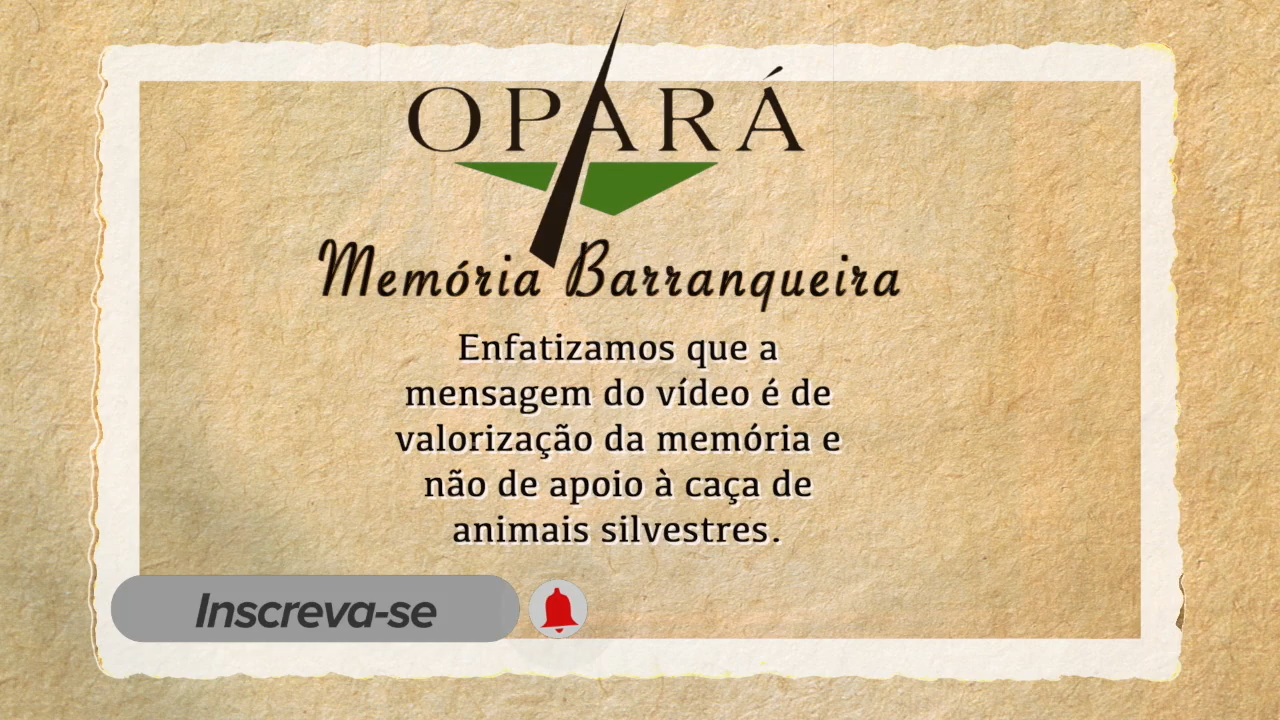 OPARÁ
Memória Barranqueira
Enfatizamos que a
mensagem do vídeo é de
valorização da memória e
não de apoio à caça de
animais silvestres.
Inscreva-se